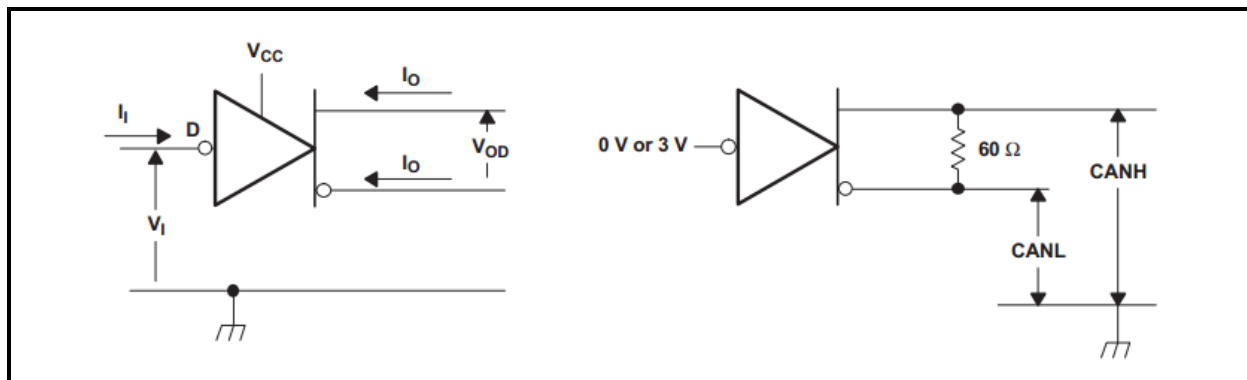 VCC
IO
II
D
VOD
IO
VI
0 V or 3 V
60 Ω
CANH
CANL